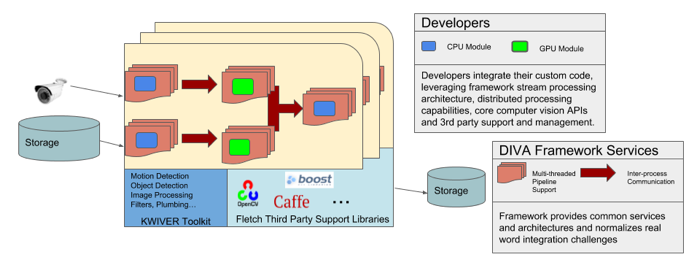 Storage
Motion Detection
Object Detection
Image Processing
Filters, Plumbing...
KWIVER Toolkit
OpenCV
boost
C++ LIBRARIES
Caffe
...
Fletch Third Party Support Libraries
Storage
Developers
CPU Module
GPU Module
Developers integrate their custom code,
leveraging framework stream processing
architecture, distributed processing
capabilities, core computer vision APIs
and 3rd party support and management.
DIVA Framework Services
Multi-threaded
Pipeline
Support
Inter-process
Communication
Framework provides common services
and architectures and normalizes real
word integration challenges